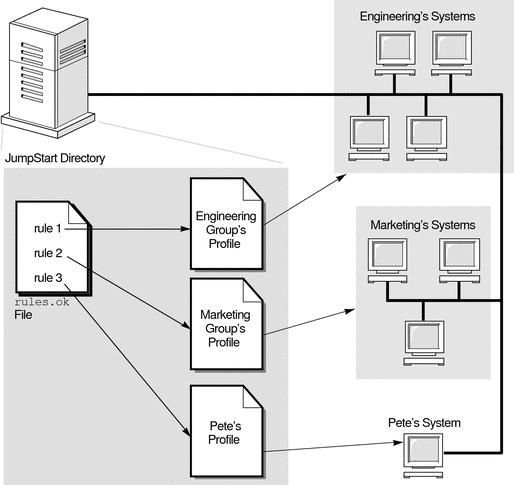 Engineering's Systems
JumpStart Directory
rule 1
rule 2
rule 3
rules.ok
File
Engineering
Group's
Profile
Marketing
Group's
Profile
Pete's
Profile
Marketing's Systems
Pete's System